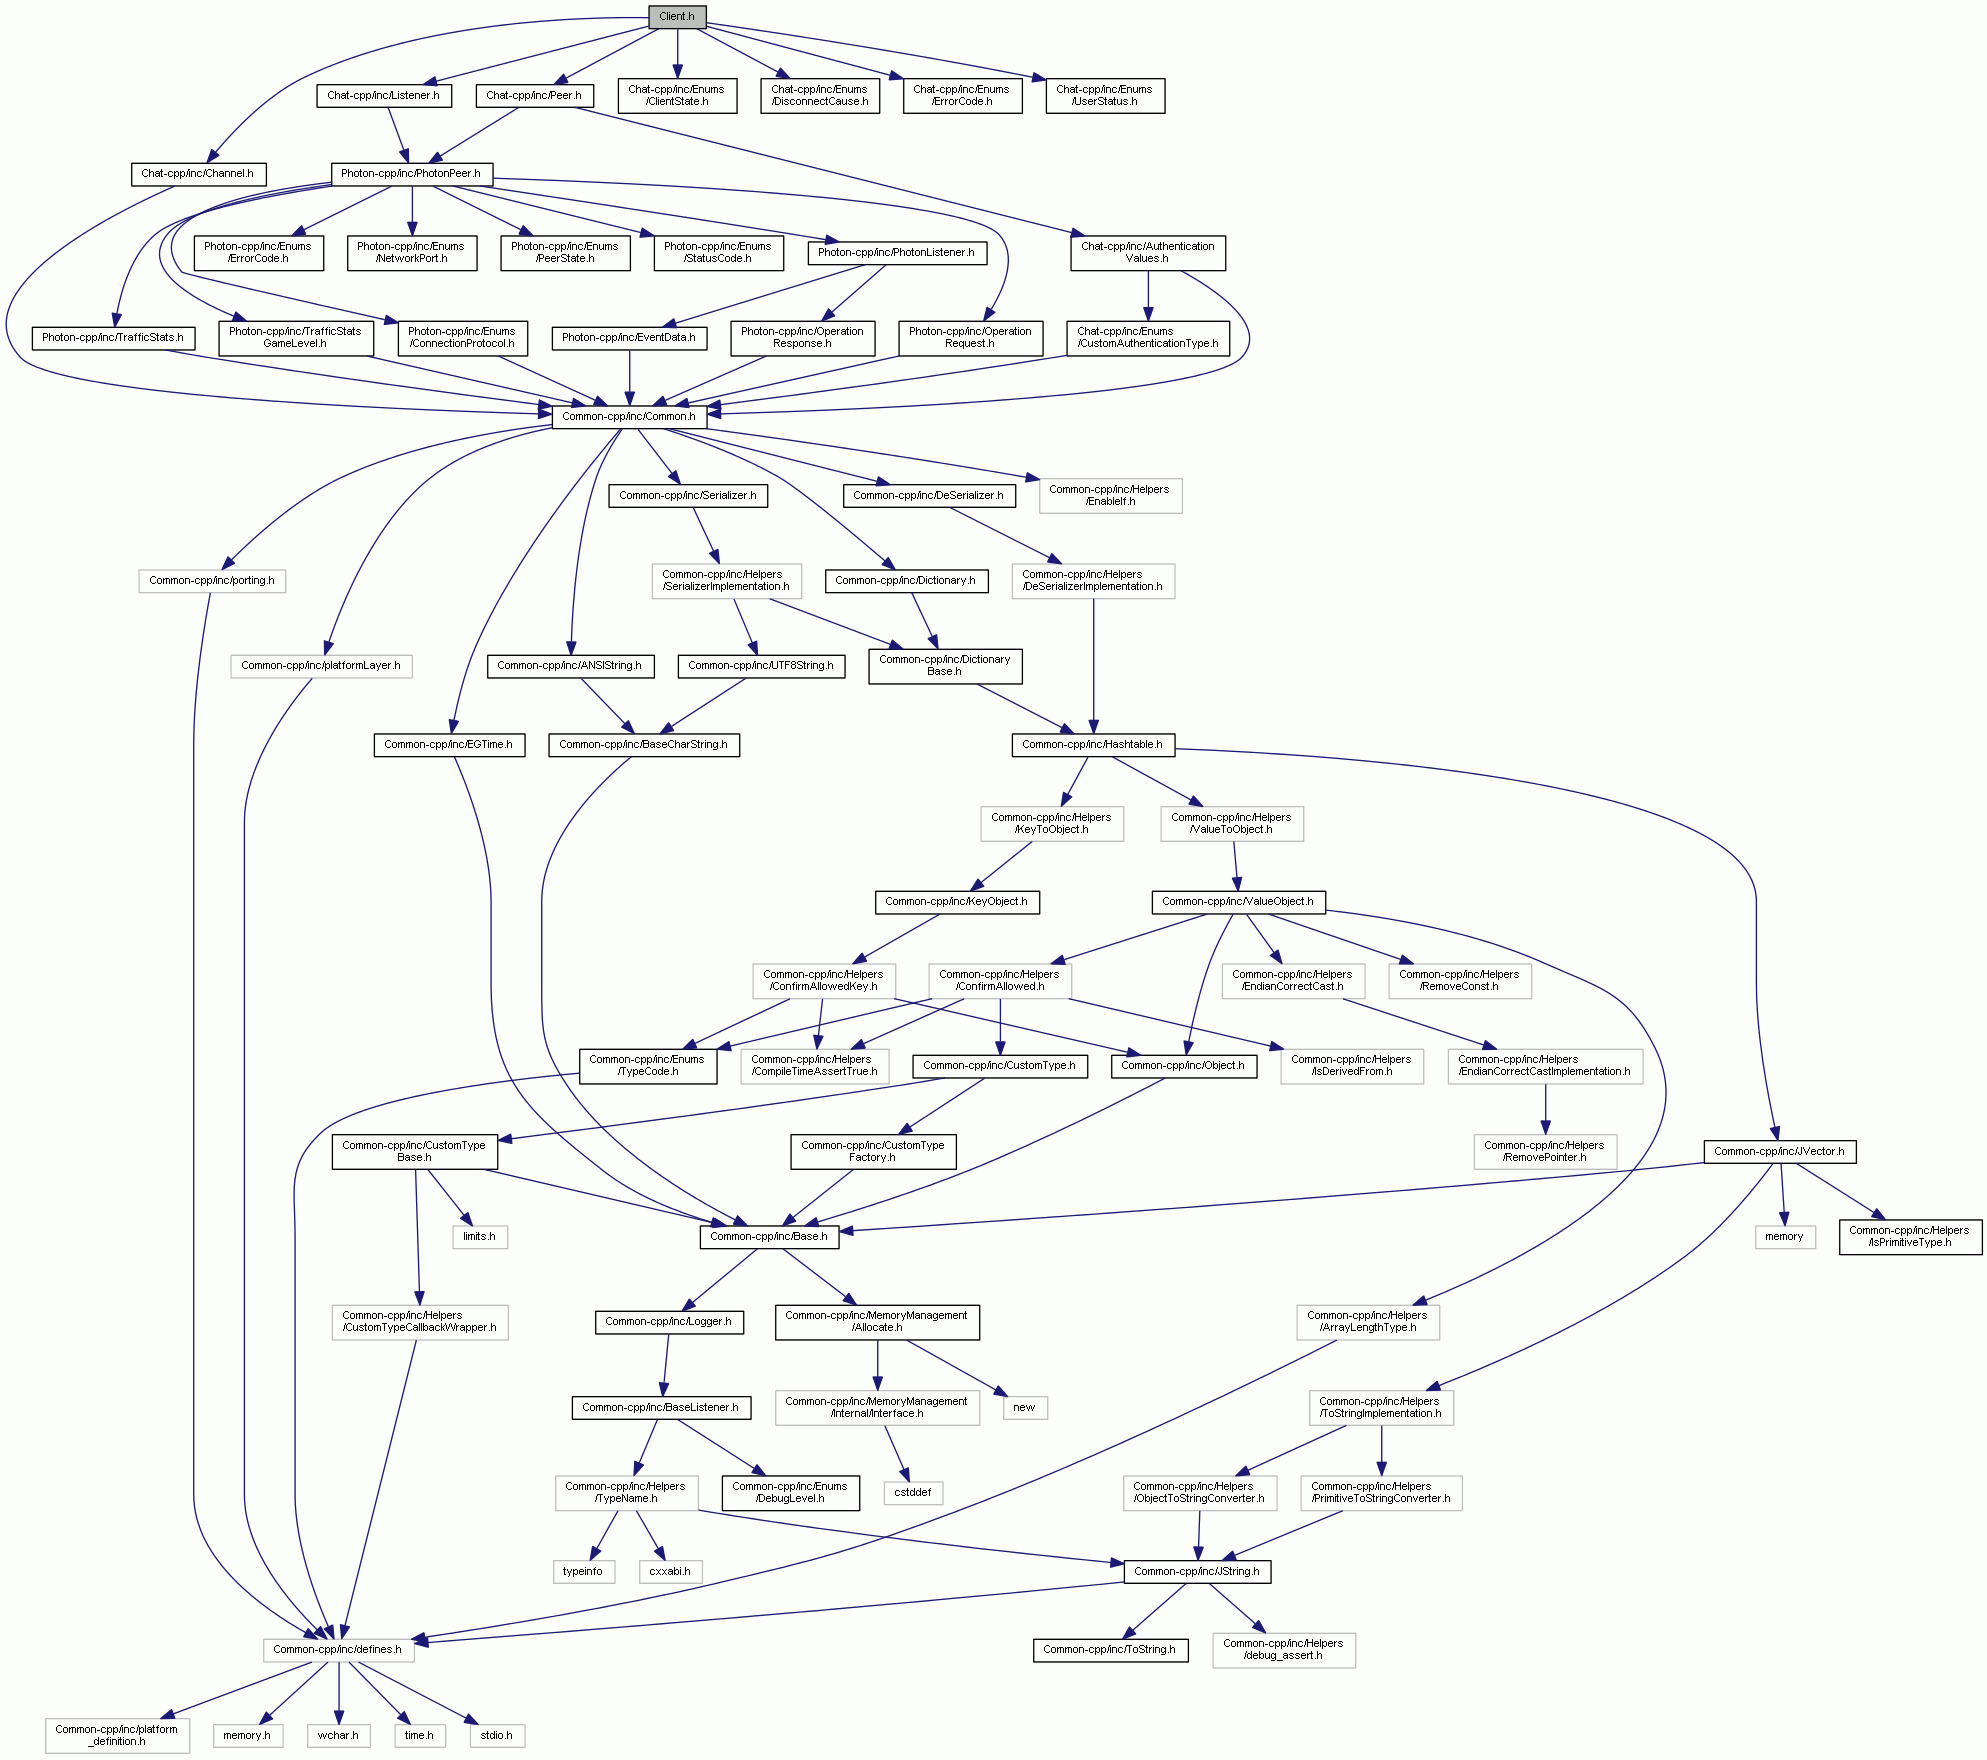 Client.h
Chat-cpp/inc/Listener.h
Chat-cpp/inc/Peer.h
Chat-cpp/inc/Enums
/ClientState.h
Chat-cpp/inc/Enums
/DisconnectCause.h
Chat-cpp/inc/Enums
/ErrorCode.h
Chat-cpp/inc/Enums
/UserStatus.h
Chat-cpp/inc/Channel.h
Photon-cpp/inc/PhotonPeer.h
Photon-cpp/inc/Enums
/ErrorCode.h
Photon-cpp/inc/Enums
/NetworkPort.h
Photon-cpp/inc/Enums
/PeerState.h
Photon-cpp/inc/Enums
/StatusCode.h
Photon-cpp/inc/PhotonListener.h
Chat-cpp/inc/Authentication
Values.h
Photon-cpp/inc/TrafficStats.h
Photon-cpp/inc/TrafficStats
GameLevel.h
Photon-cpp/inc/Enums
/ConnectionProtocol.h
Photon-cpp/inc/EventData.h
Photon-cpp/inc/Operation
Response.h
Photon-cpp/inc/Operation
Request.h
Chat-cpp/inc/Enums
/CustomAuthenticationType.h
Common-cpp/inc/Common.h
Common-cpp/inc/Serializer.h
Common-cpp/inc/DeSerializer.h
Common-cpp/inc/Helpers
/EnableIf.h
Common-cpp/inc/porting.h
Common-cpp/inc/Helpers
/SerializerImplementation.h
Common-cpp/inc/Dictionary.h
Common-cpp/inc/Helpers
/DeSerializerImplementation.h
Common-cpp/inc/platformLayer.h
Common-cpp/inc/ANSIString.h
Common-cpp/inc/UTF8String.h
Common-cpp/inc/Dictionary
Base.h
Common-cpp/inc/EGTime.h
Common-cpp/inc/BaseCharString.h
Common-cpp/inc/Hashtable.h
Common-cpp/inc/Helpers
/KeyToObject.h
Common-cpp/inc/Helpers
/ValueToObject.h
Common-cpp/inc/KeyObject.h
Common-cpp/inc/ValueObject.h
Common-cpp/inc/Helpers
/ConfirmAllowedKey.h
Common-cpp/inc/Helpers
/ConfirmAllowed.h
Common-cpp/inc/Helpers
/EndianCorrectCast.h
Common-cpp/inc/Helpers
/RemoveConst.h
Common-cpp/inc/Enums
/TypeCode.h
Common-cpp/inc/Helpers
/CompileTimeAssertTrue.h
Common-cpp/inc/CustomType.h
Common-cpp/inc/Object.h
Common-cpp/inc/Helpers
/IsDerivedFrom.h
Common-cpp/inc/Helpers
/EndianCorrectCastImplementation.h
Common-cpp/inc/CustomType
Base.h
Common-cpp/inc/CustomType
Factory.h
Common-cpp/inc/Helpers
/RemovePointer.h
Common-cpp/inc/JVector.h
limits.h
Common-cpp/inc/Base.h
memory
Common-cpp/inc/Helpers
/IsPrimitiveType.h
Common-cpp/inc/Helpers
/CustomTypeCallbackWrapper.h
Common-cpp/inc/Logger.h
Common-cpp/inc/MemoryManagement
/Allocate.h
Common-cpp/inc/Helpers
/ArrayLengthType.h
Common-cpp/inc/BaseListener.h
Common-cpp/inc/MemoryManagement
/Internal/Interface.h
new
Common-cpp/inc/Helpers
/ToStringImplementation.h
Common-cpp/inc/Helpers
/TypeName.h
Common-cpp/inc/Enums
/DebugLevel.h
cstddef
Common-cpp/inc/Helpers
/ObjectToStringConverter.h
Common-cpp/inc/Helpers
/PrimitiveToStringConverter.h
typeinfo
cxxabi.h
Common-cpp/inc/JString.h
Common-cpp/inc/defines.h
Common-cpp/inc/ToString.h
Common-cpp/inc/Helpers
/debug_assert.h
Common-cpp/inc/platform
_definition.h
memory.h
wchar.h
time.h
stdio.h